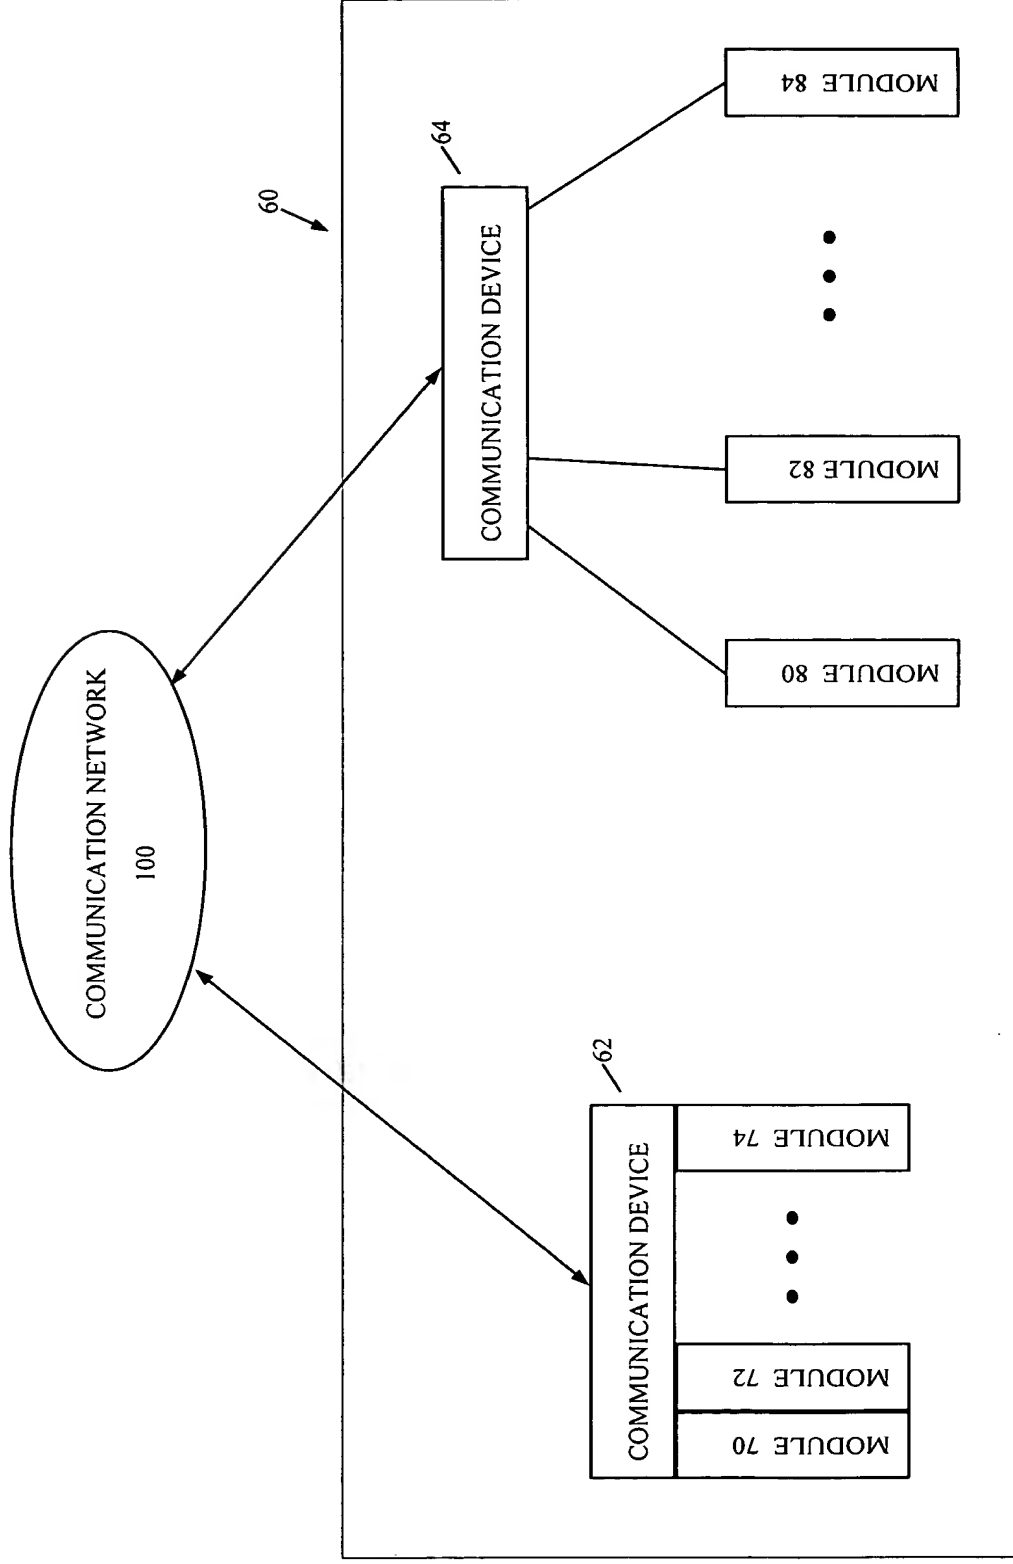 COMMUNICATION NETWORK
100
60
62
COMMUNICATION DEVICE
MODULE 70
MODULE 72
MODULE 74
64
COMMUNICATION DEVICE
MODULE 80
MODULE 82
MODULE 84